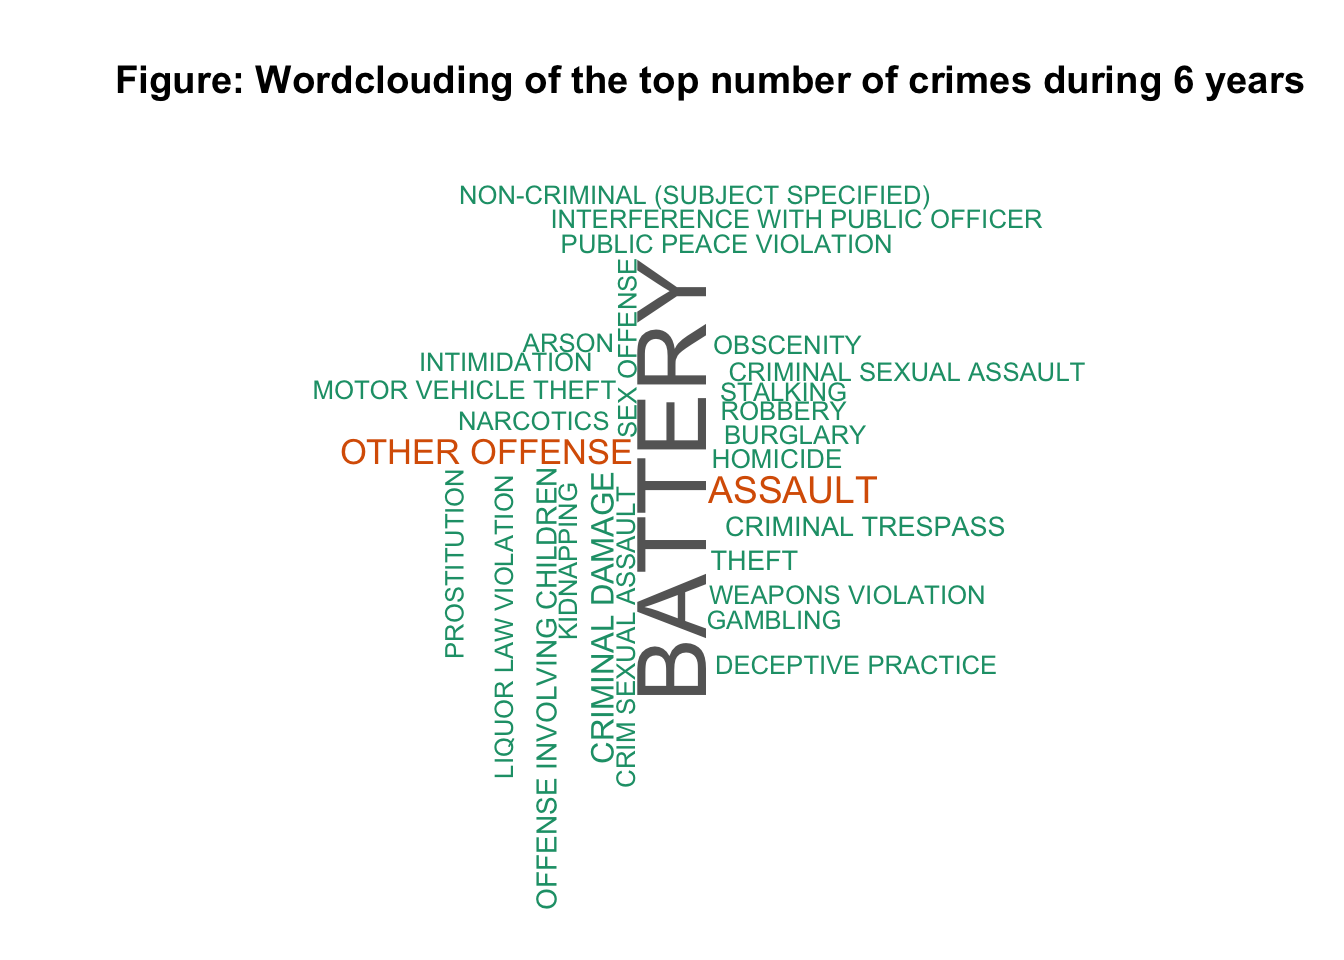 Figure: Wordclouding of the top number of crimes during 6 years
NON-CRIMINAL (SUBJECT SPECIFIED)
INTERFERENCE WITH PUBLIC OFFICER
PUBLIC PEACE VIOLATION
SEX OFFENSE
BATTERY
ARSON
OBSCENITY
INTIMIDATION
CRIMINAL SEXUAL ASSAULT
MOTOR VEHICLE THEFT
STALKING
ROBBERY
NARCOTICS
BURGLARY
OTHER OFFENSE
HOMICIDE
ASSAULT
PROSTITUTION
LIQUOR LAW VIOLATION
OFFENSE INVOLVING CHILDREN
KIDNAPPING
CRIMINAL DAMAGE
CRIM SEXUAL ASSAULT
CRIMINAL TRESPASS
THEFT
WEAPONS VIOLATION
GAMBLING
DECEPTIVE PRACTICE